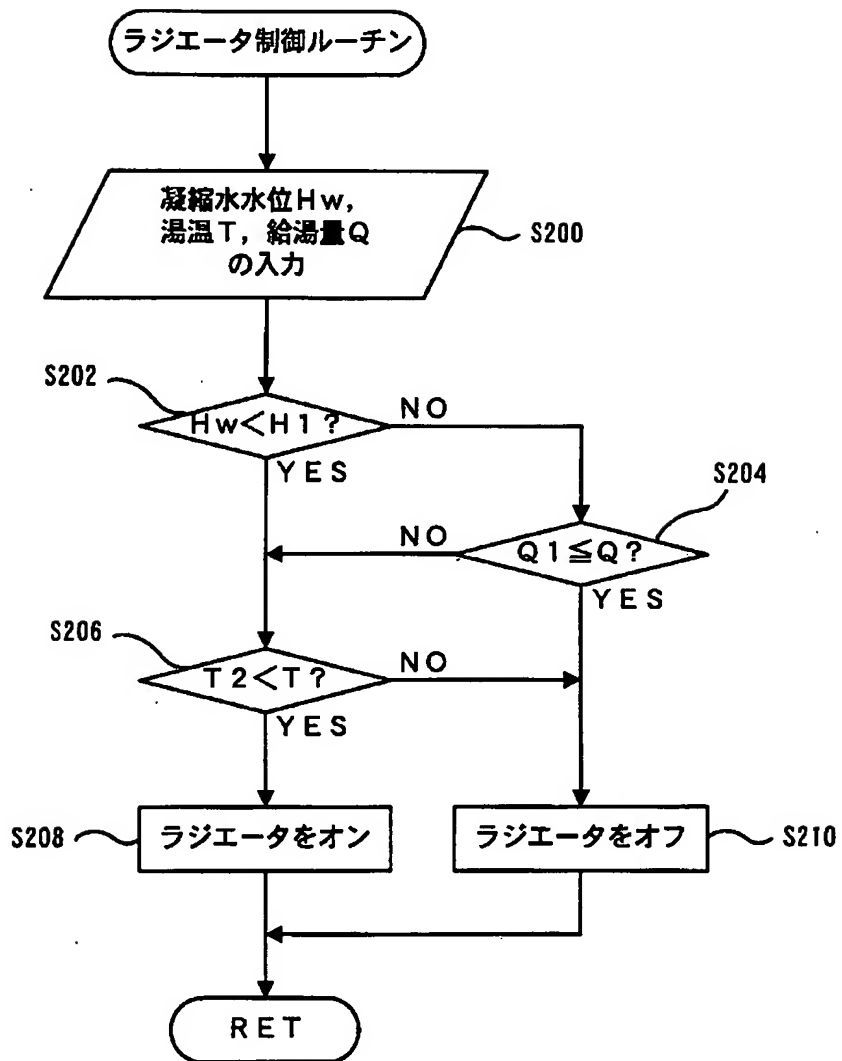 ラジエータ制御ルーチン
凝縮水水位Hw,
湯温T,給湯量Q
の入力
S200
S202
Hw<H1?
NO
YES
S204
Q1≦Q?
NO
YES
S206
T2<T?
NO
YES
S208
ラジエータをオン
ラジエータをオフ
S210
RET